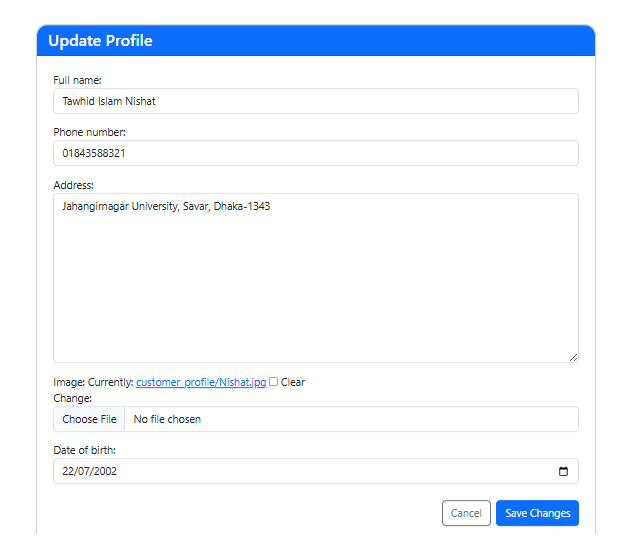 Update Profile
Full name:
Tawhid Islam Nishat
Phone number:
01843588321
Address:
Jahangirnagar University, Savar, Dhaka-1343
Image: Currently: customer_profile/Nishat.jpg Clear
Change:
Choose File No file chosen
Date of birth:
22/07/2002
Cancel Save Changes